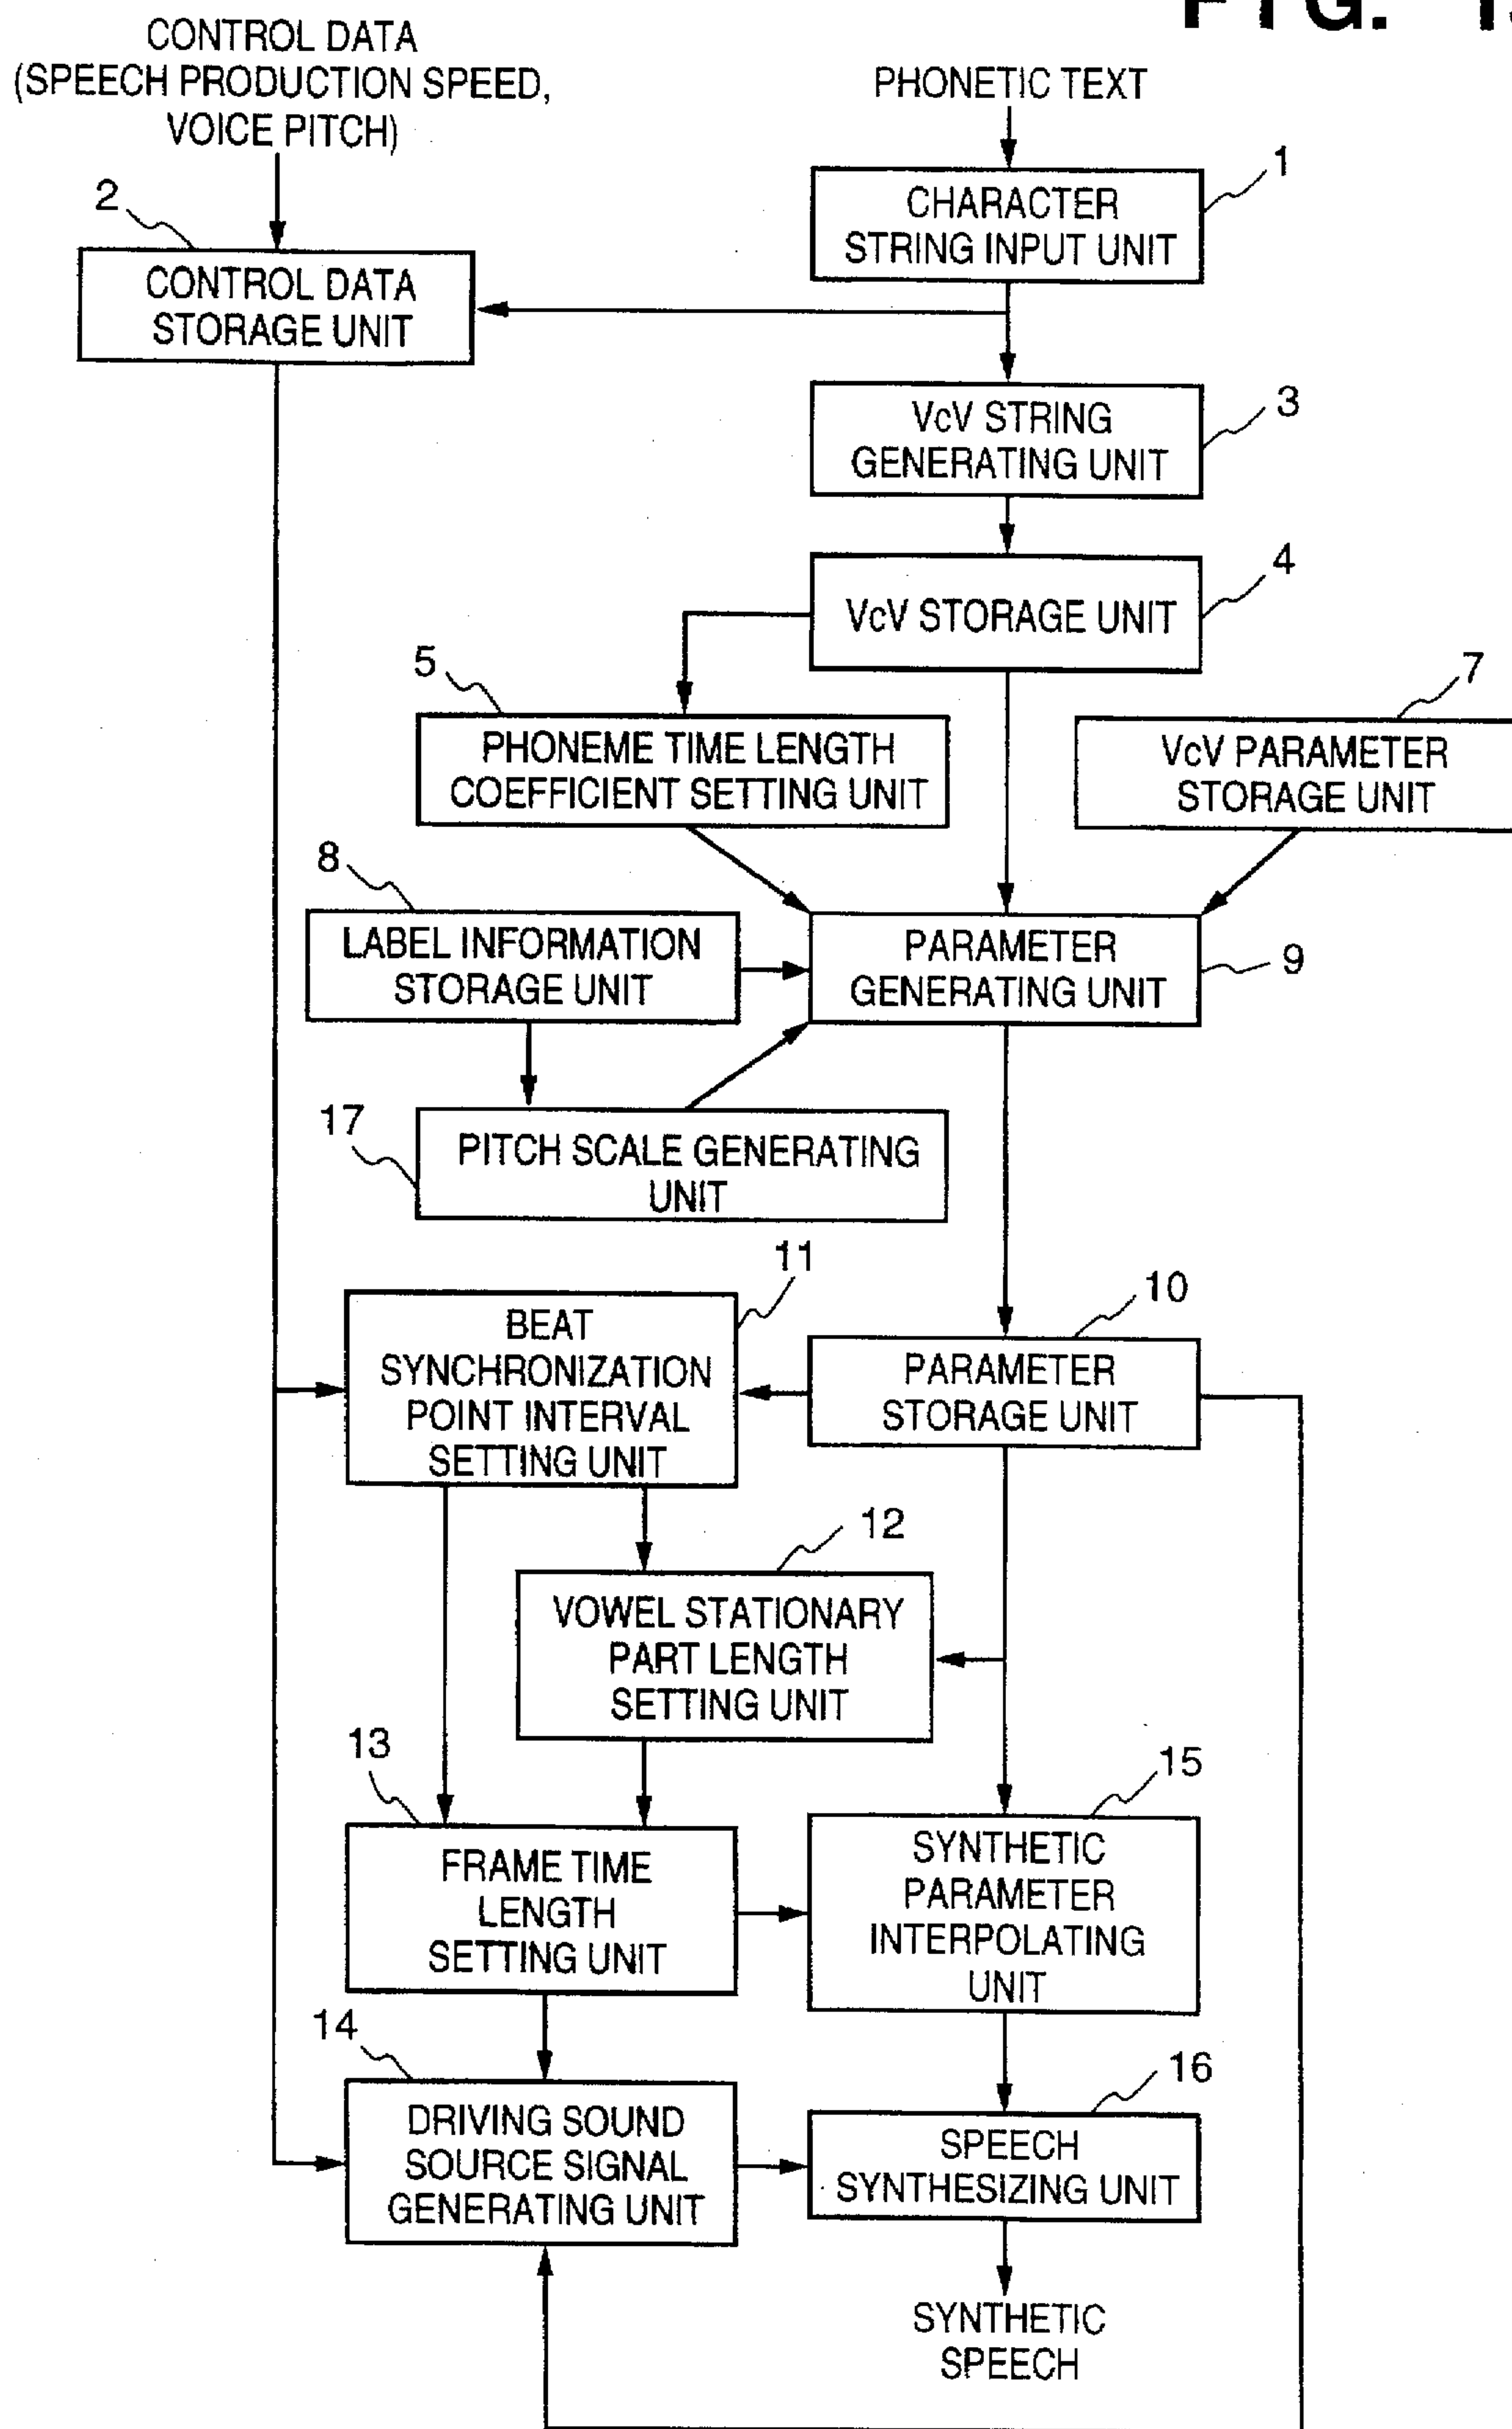 FIG.
CONTROL DATA
(SPEECH PRODUCTION SPEED,
VOICE PITCH)
PHONETIC TEXT
1
CHARACTER
STRING INPUT UNIT
2
CONTROL DATA
STORAGE UNIT
3
VcV STRING
GENERATING UNIT
4
VcV STORAGE UNIT
5
PHONEME TIME LENGTH
COEFFICIENT SETTING UNIT
7
VcV PARAMETER
STORAGE UNIT
8
LABEL INFORMATION
STORAGE UNIT
PARAMETER
GENERATING UNIT
9
17
PITCH SCALE GENERATING
UNIT
11
BEAT
SYNCHRONIZATION
POINT INTERVAL
SETTING UNIT
10
PARAMETER
STORAGE UNIT
12
VOWEL STATIONARY
PART LENGTH
SETTING UNIT
13
FRAME TIME
LENGTH
SETTING UNIT
15
SYNTHETIC
PARAMETER
INTERPOLATING
UNIT
14
DRIVING SOUND
SOURCE SIGNAL
GENERATING UNIT
16
SPEECH
SYNTHESIZING UNIT
SYNTHETIC
SPEECH